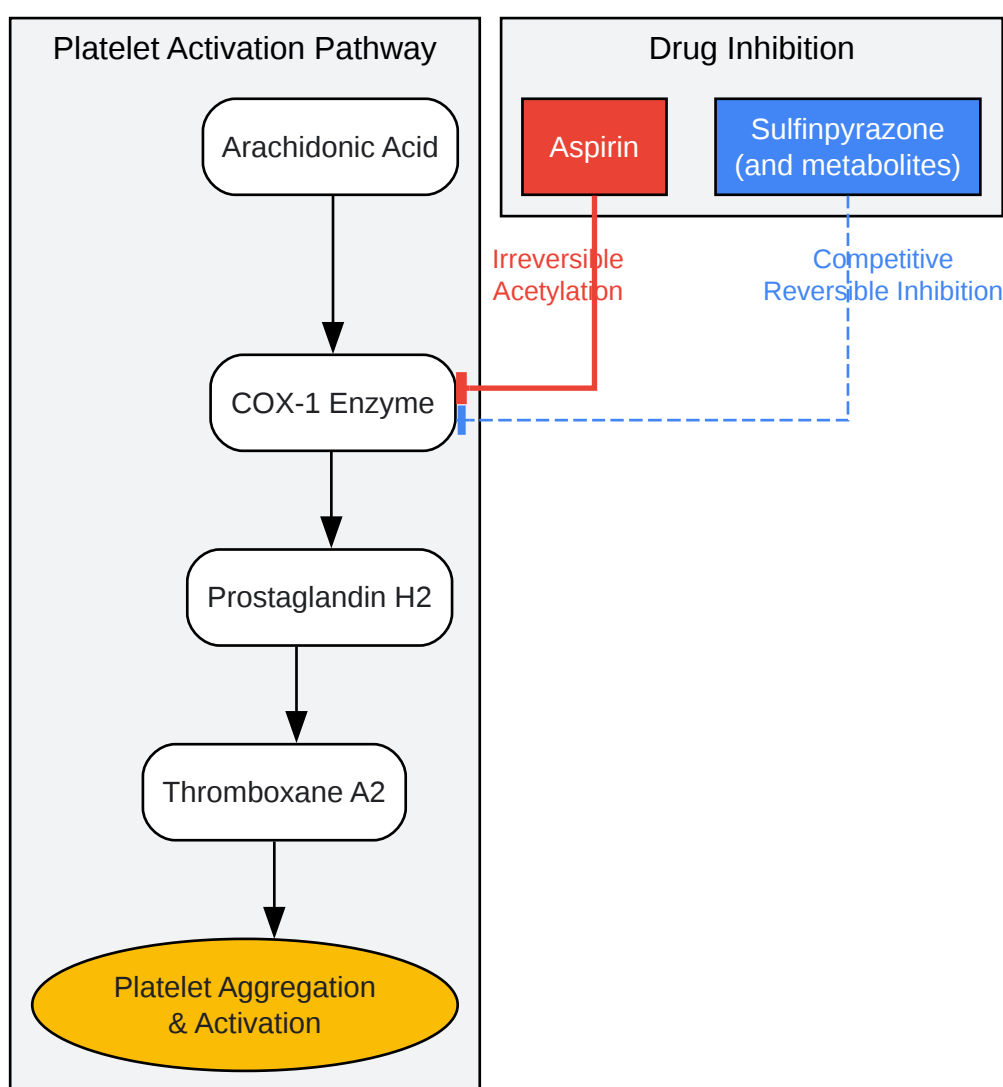 Platelet Activation Pathway
Arachidonic Acid
COX-1 Enzyme
Prostaglandin H2
Thromboxane A2
Platelet Aggregation
& Activation
Drug Inhibition
Aspirin
Sulfinpyrazone
(and metabolites)
Irreversible
Acetylation
Competitive
Reversible Inhibition